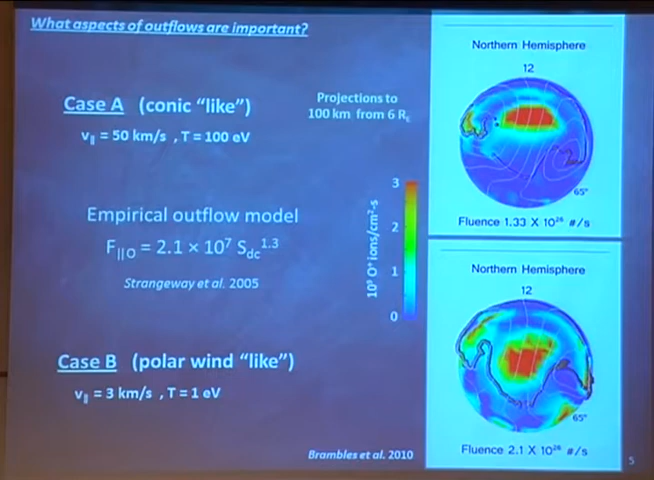 What aspects of outflows are important?
Case A (conic "like")
v|| = 50 km/s , T = 100 eV
Projections to
100 km from 6 RE
Empirical outflow model
F||O = 2.1 × 10⁷ Sdc^1.3
Strangeway et al. 2005
Case B (polar wind "like")
v|| = 3 km/s , T = 1 eV
Brambles et al. 2010
3
2
1
0
10⁹ O⁺ ions/cm²-s
Northern Hemisphere
12
65°
Fluence 1.33 X 10²⁶ #/s
Northern Hemisphere
12
65°
Fluence 2.1 X 10²⁶ #/s
5